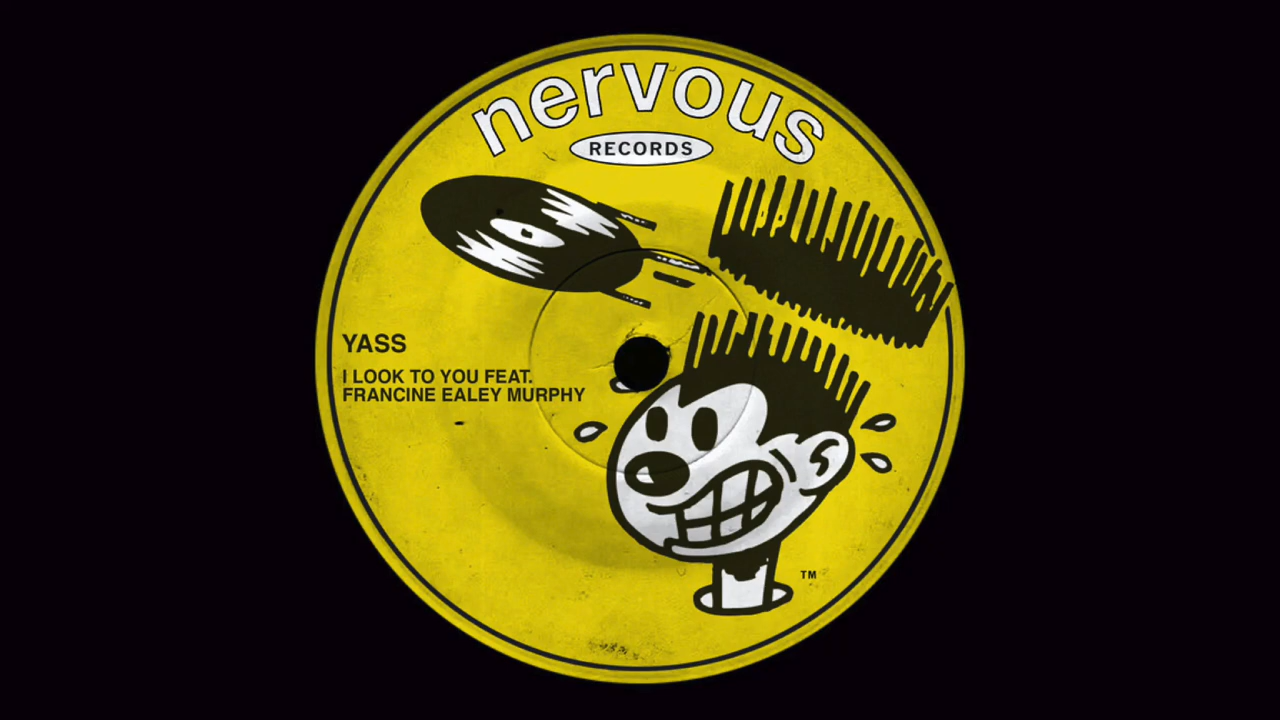 nervous
RECORDS
YASS
I LOOK TO YOU FEAT.
FRANCINE EALEY MURPHY
TM